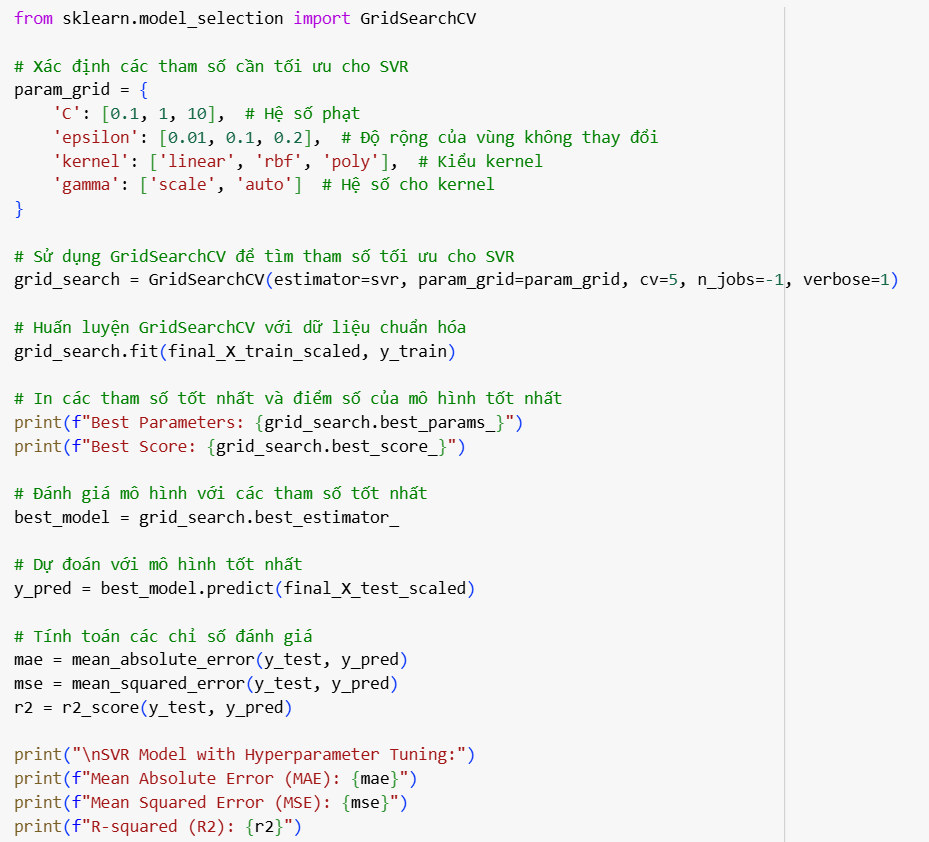 from sklearn.model_selection import GridSearchCV
# Xác định các tham số cần tối ưu cho SVR
param_grid = {
    'C': [0.1, 1, 10],  # Hệ số phạt
    'epsilon': [0.01, 0.1, 0.2],  # Độ rộng của vùng không thay đổi
    'kernel': ['linear', 'rbf', 'poly'],  # Kiểu kernel
    'gamma': ['scale', 'auto']  # Hệ số cho kernel
}
# Sử dụng GridSearchCV để tìm tham số tối ưu cho SVR
grid_search = GridSearchCV(estimator=svr, param_grid=param_grid, cv=5, n_jobs=-1, verbose=1)
# Huấn luyện GridSearchCV với dữ liệu chuẩn hóa
grid_search.fit(final_X_train_scaled, y_train)
# In các tham số tốt nhất và điểm số của mô hình tốt nhất
print(f"Best Parameters: {grid_search.best_params_}")
print(f"Best Score: {grid_search.best_score_}")
# Đánh giá mô hình với các tham số tốt nhất
best_model = grid_search.best_estimator_
# Dự đoán với mô hình tốt nhất
y_pred = best_model.predict(final_X_test_scaled)
# Tính toán các chỉ số đánh giá
mae = mean_absolute_error(y_test, y_pred)
mse = mean_squared_error(y_test, y_pred)
r2 = r2_score(y_test, y_pred)
print("\nSVR Model with Hyperparameter Tuning:")
print(f"Mean Absolute Error (MAE): {mae}")
print(f"Mean Squared Error (MSE): {mse}")
print(f"R-squared (R2): {r2}")